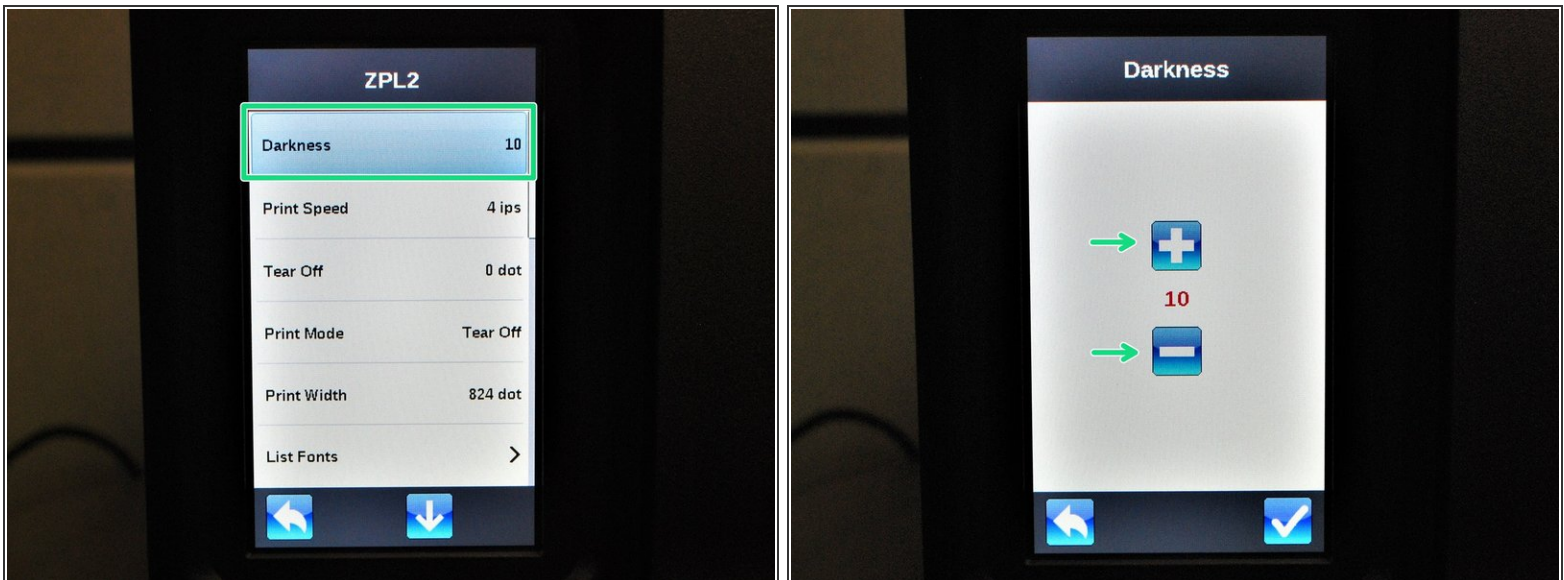 ZPL2
Darkness 10
Print Speed 4 ips
Tear Off 0 dot
Print Mode Tear Off
Print Width 824 dot
List Fonts
Darkness
10